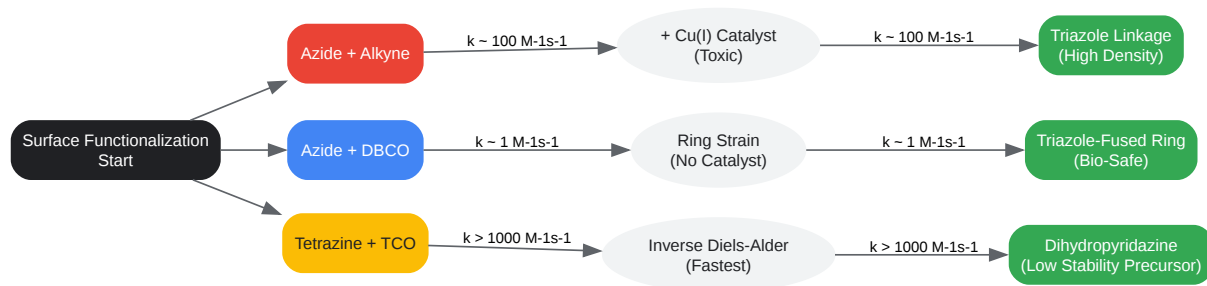 Surface Functionalization
Start
Azide + Alkyne
k ~ 100 M-1s-1
+ Cu(I) Catalyst
(Toxic)
k ~ 100 M-1s-1
Triazole Linkage
(High Density)
Azide + DBCO
k ~ 1 M-1s-1
Ring Strain
(No Catalyst)
k ~ 1 M-1s-1
Triazole-Fused Ring
(Bio-Safe)
Tetrazine + TCO
k > 1000 M-1s-1
Inverse Diels-Alder
(Fastest)
k > 1000 M-1s-1
Dihydropyridazine
(Low Stability Precursor)